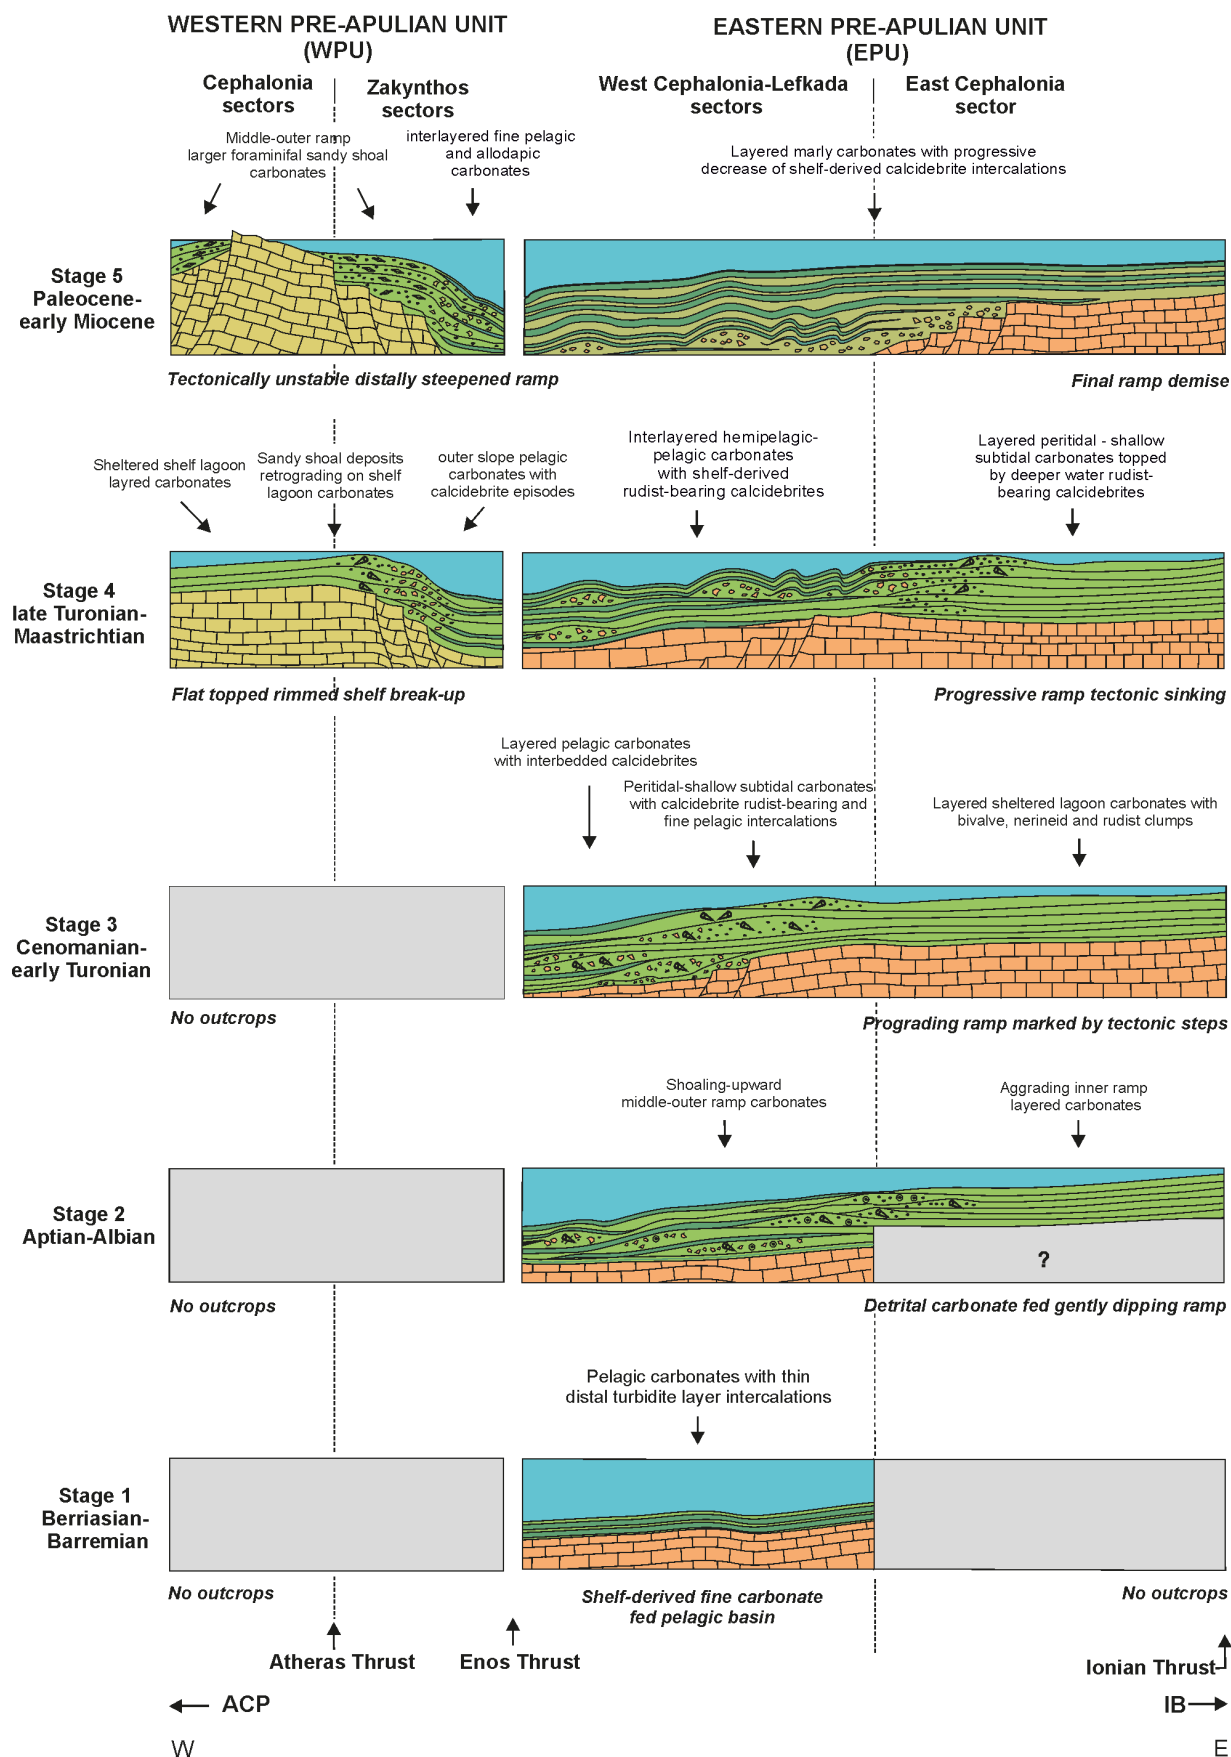 WESTERN PRE-APULIAN UNIT
(WPU)
EASTERN PRE-APULIAN UNIT
(EPU)
Cephalonia
sectors
Zakynthos
sectors
West Cephalonia-Lefkada
sectors
East Cephalonia
sector
Middle-outer ramp
larger foraminifal sandy shoal
carbonates
interlayered fine pelagic
and allodapic
carbonates
Layered marly carbonates with progressive
decrease of shelf-derived calcidebrite intercalations
Stage 5
Paleocene-
early Miocene
Tectonically unstable distally steepened ramp
Final ramp demise
Sheltered shelf lagoon
layred carbonates
Sandy shoal deposits
retrograding on shelf
lagoon carbonates
outer slope pelagic
carbonates with
calcidebrite episodes
Interlayered hemipelagic-
pelagic carbonates
with shelf-derived
rudist-bearing calcidebrites
Layered peritidal - shallow
subtidal carbonates topped
by deeper water rudist-
bearing calcidebrites
Stage 4
late Turonian-
Maastrichtian
Flat topped rimmed shelf break-up
Progressive ramp tectonic sinking
Layered pelagic carbonates
with interbedded calcidebrites
Peritidal-shallow subtidal carbonates
with calcidebrite rudist-bearing and
fine pelagic intercalations
Layered sheltered lagoon carbonates with
bivalve, nerineid and rudist clumps
Stage 3
Cenomanian-
early Turonian
No outcrops
Prograding ramp marked by tectonic steps
Shoaling-upward
middle-outer ramp carbonates
Aggrading inner ramp
layered carbonates
Stage 2
Aptian-Albian
?
No outcrops
Detrital carbonate fed gently dipping ramp
Pelagic carbonates with thin
distal turbidite layer intercalations
Stage 1
Berriasian-
Barremian
No outcrops
Shelf-derived fine carbonate
fed pelagic basin
No outcrops
Atheras Thrust
Enos Thrust
Ionian Thrust
ACP
IB
W
E